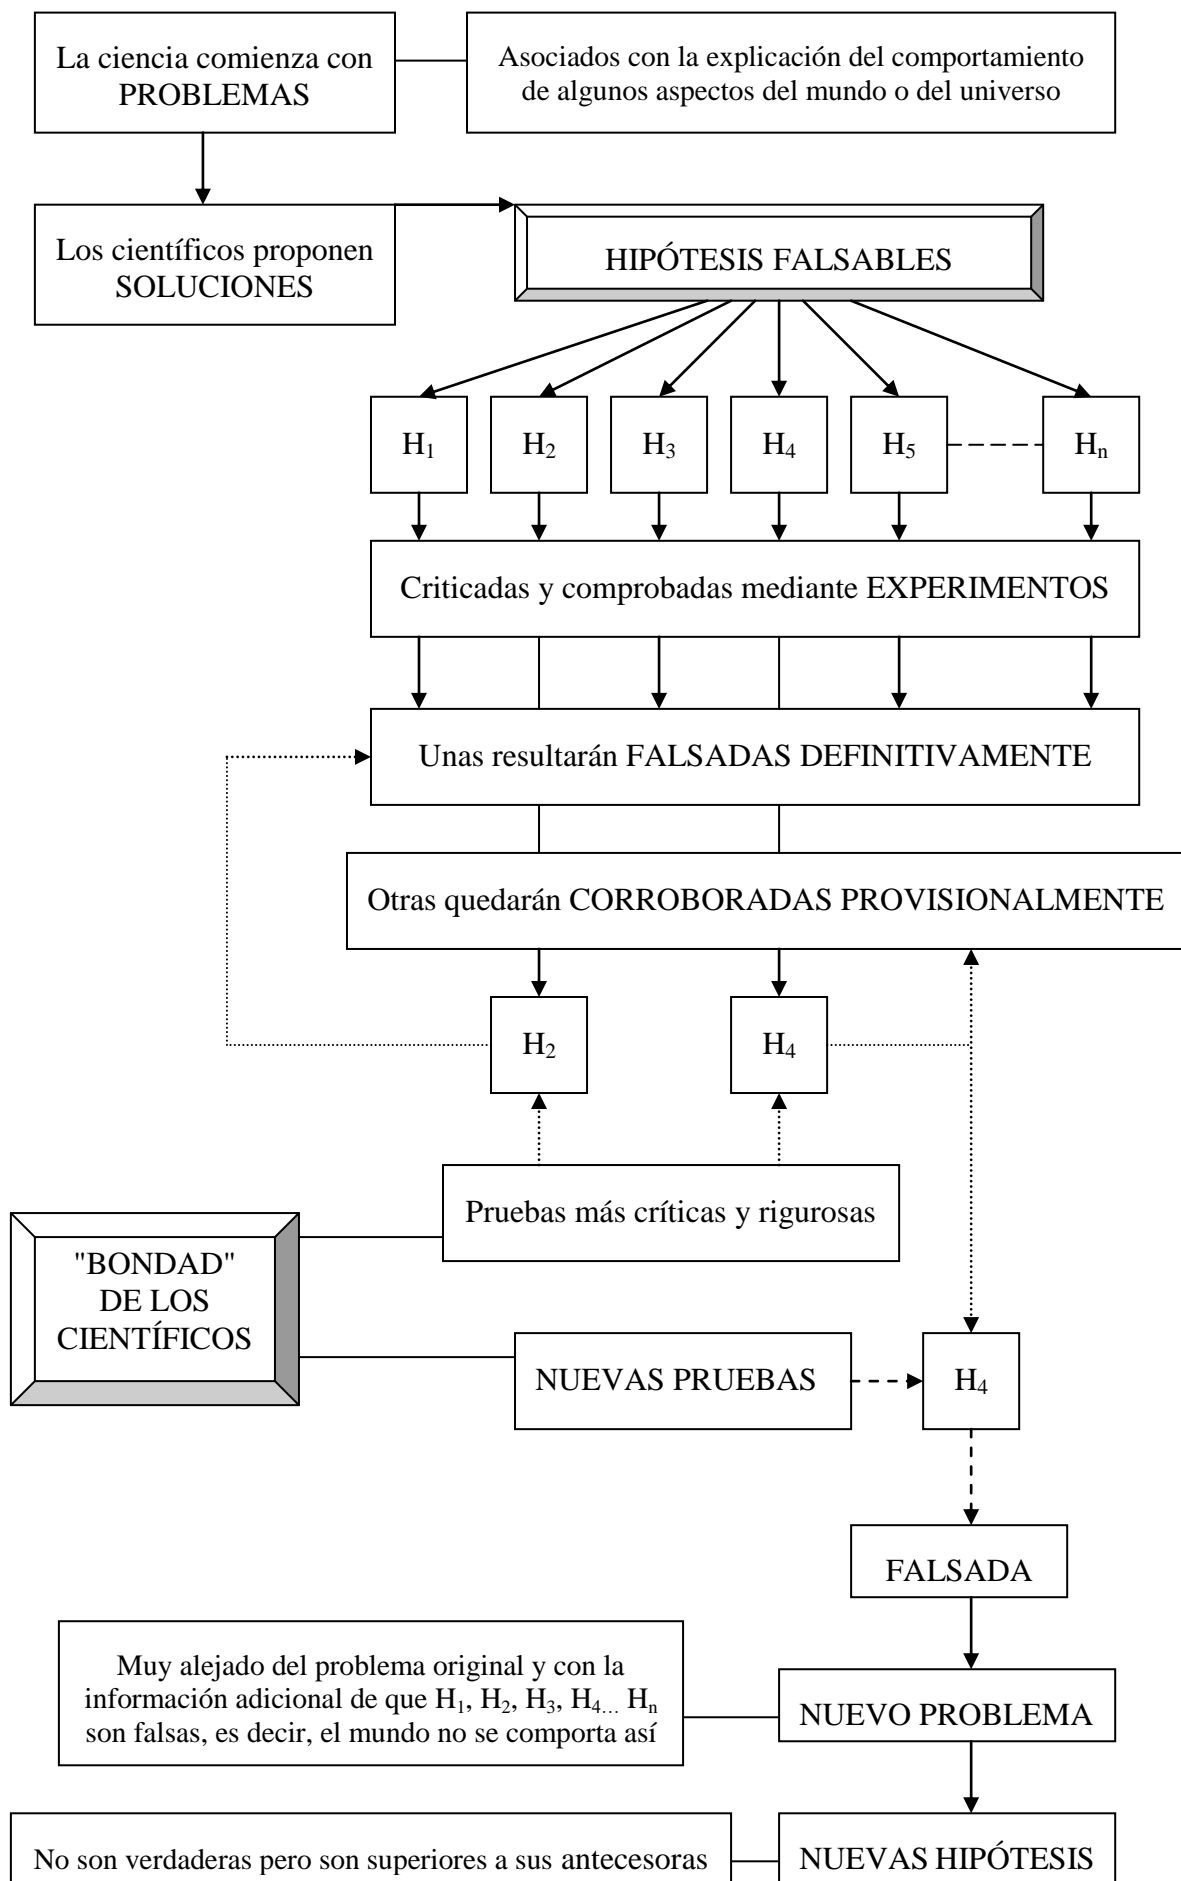 La ciencia comienza con
PROBLEMAS
Asociados con la explicación del comportamiento
de algunos aspectos del mundo o del universo
Los científicos proponen
SOLUCIONES
HIPÓTESIS FALSABLES
H₁
H₂
H₃
H₄
H₅
Hₙ
Criticadas y comprobadas mediante EXPERIMENTOS
Unas resultarán FALSADAS DEFINITIVAMENTE
Otras quedarán CORROBORADAS PROVISIONALMENTE
H₂
H₄
Pruebas más críticas y rigurosas
"BONDAD"
DE LOS
CIENTÍFICOS
NUEVAS PRUEBAS
H₄
FALSADA
Muy alejado del problema original y con la
información adicional de que H₁, H₂, H₃, H₄... Hₙ
son falsas, es decir, el mundo no se comporta así
NUEVO PROBLEMA
No son verdaderas pero son superiores a sus antecesoras
NUEVAS HIPÓTESIS